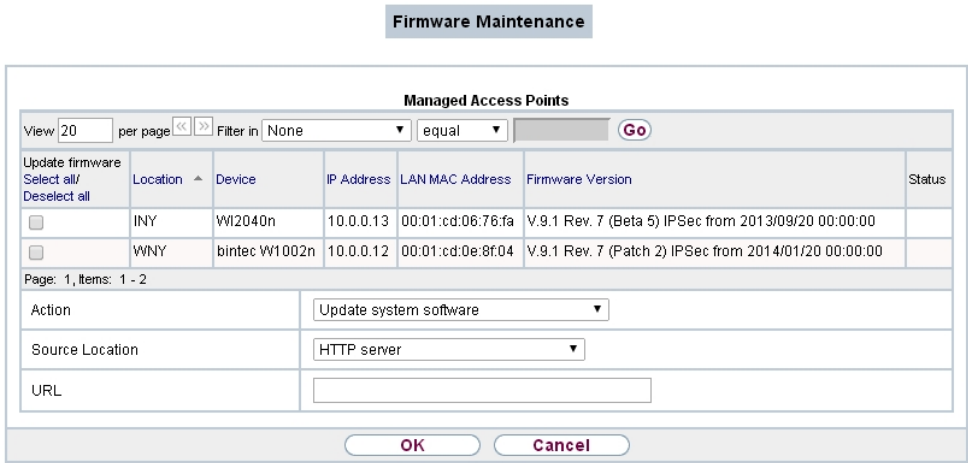 Firmware Maintenance
Managed Access Points
View 20 per page << >> Filter in None equal Go
Update firmware
Select all/
Deselect all
Location Device IP Address LAN MAC Address Firmware Version Status
INY WI2040n 10.0.0.13 00:01:cd:06:76:fa V.9.1 Rev. 7 (Beta 5) IPSec from 2013/09/20 00:00:00
WNY bintec W1002n 10.0.0.12 00:01:cd:0e:8f:04 V.9.1 Rev. 7 (Patch 2) IPSec from 2014/01/20 00:00:00
Page: 1, Items: 1 - 2
Action Update system software
Source Location HTTP server
URL
OK Cancel